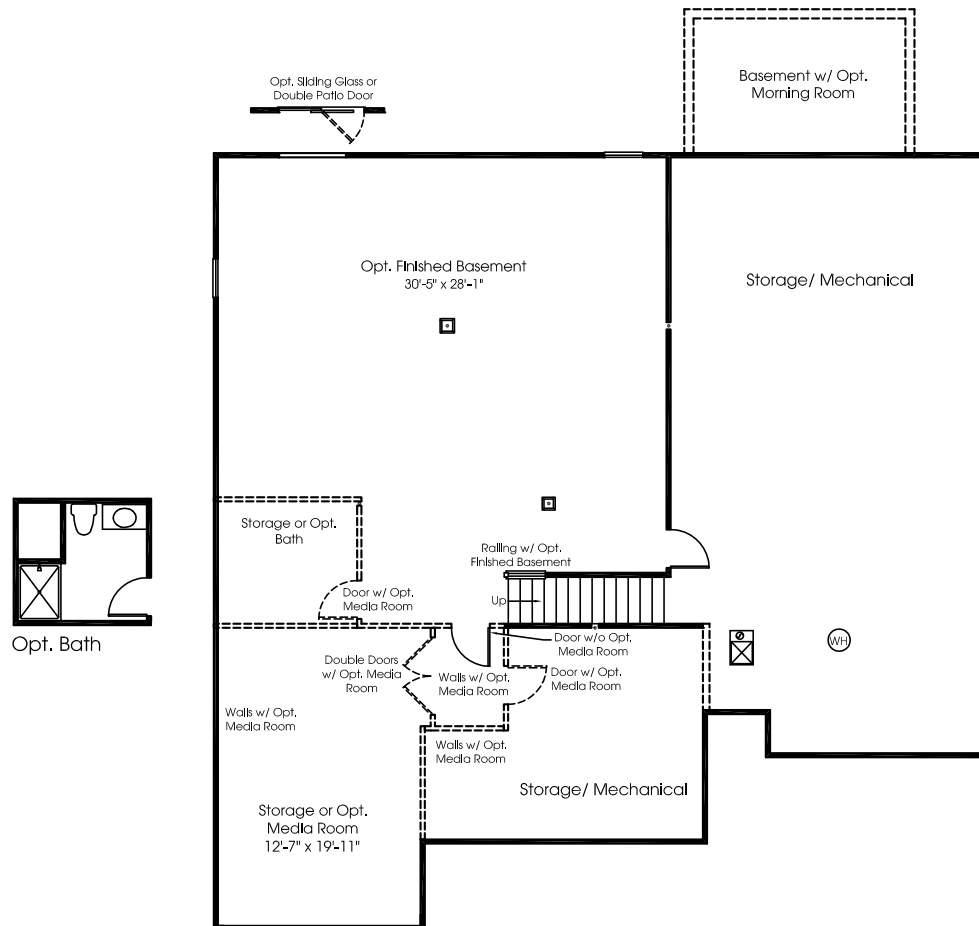 Opt. Sliding Glass or
Double Patio Door
Basement w/ Opt.
Morning Room
Opt. Finished Basement
30'-5" x 28'-1"
Storage/ Mechanical
Storage or Opt.
Bath
Railing w/ Opt.
Finished Basement
Door w/ Opt.
Media Room
Up
Opt. Bath
Door w/o Opt.
Media Room
Double Doors
w/ Opt. Media
Room
Walls w/ Opt.
Media Room
Door w/ Opt.
Media Room
WH
Walls w/ Opt.
Media Room
Walls w/ Opt.
Media Room
Storage/ Mechanical
Storage or Opt.
Media Room
12'-7" x 19'-11"